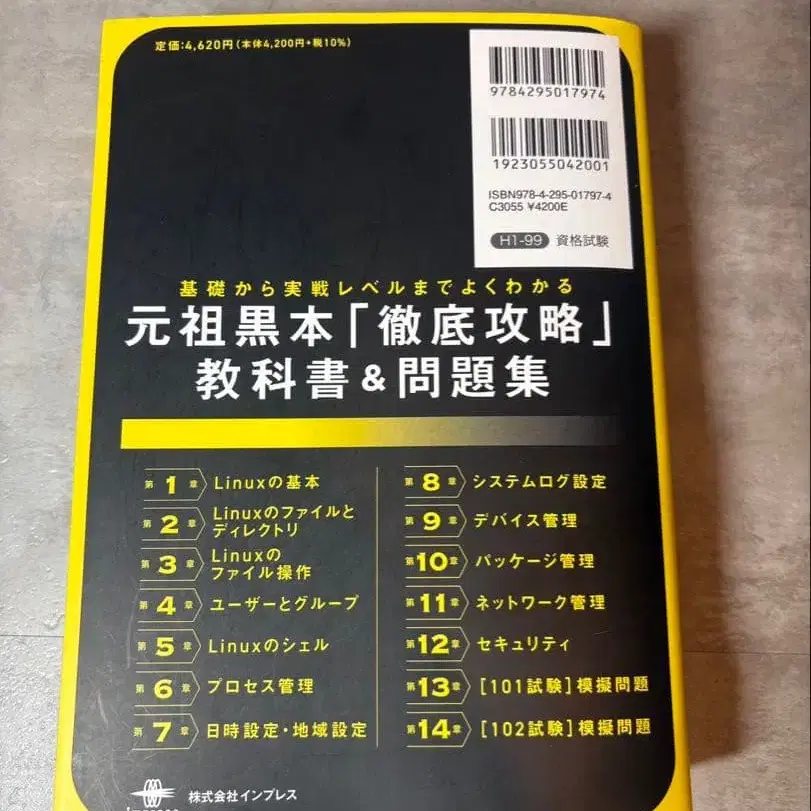 定価:4,620円(本体4,200円+税10%)
9784295017974
1923055042001
ISBN978-4-295-01797-4
C3055 ¥4200E
H1-99 資格試験
基礎から実戦レベルまでよくわかる
元祖黒本「徹底攻略」
教科書&問題集
第1章 Linuxの基本
第2章 Linuxのファイルと
ディレクトリ
第3章 Linuxの
ファイル操作
第4章 ユーザーとグループ
第5章 Linuxのシェル
第6章 プロセス管理
第7章 日時設定・地域設定
第8章 システムログ設定
第9章 デバイス管理
第10章 パッケージ管理
第11章 ネットワーク管理
第12章 セキュリティ
第13章 [101試験]模擬問題
第14章 [102試験]模擬問題
株式会社インプレス